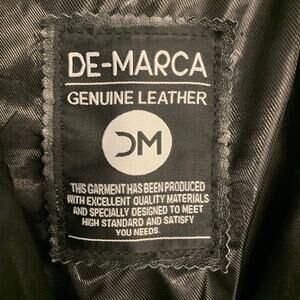 DE-MARCA
GENUINE LEATHER
DM
THIS GARMENT HAS BEEN PRODUCED
WITH EXCELLENT QUALITY MATERIALS
AND SPECIALLY DESIGNED TO MEET
HIGH STANDARD AND SATISFY
YOU NEEDS.